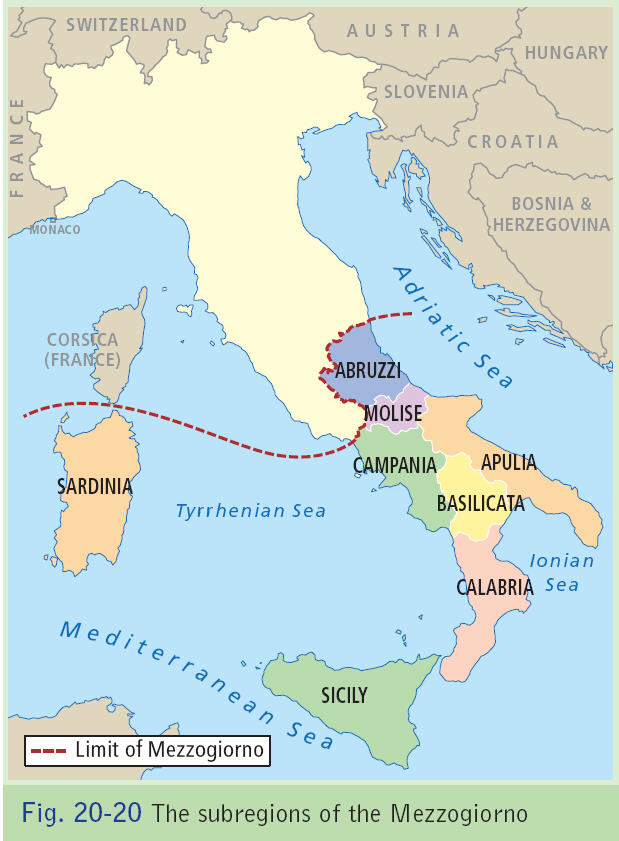 SWITZERLAND
AUSTRIA
HUNGARY
SLOVENIA
FRANCE
CROATIA
BOSNIA &
HERZEGOVINA
MONACO
Adriatic Sea
CORSICA
(FRANCE)
ABRUZZI
MOLISE
CAMPANIA
APULIA
SARDINIA
BASILICATA
Tyrrhenian Sea
Ionian
Sea
CALABRIA
Mediterranean Sea
SICILY
Limit of Mezzogiorno
Fig. 20-20 The subregions of the Mezzogiorno